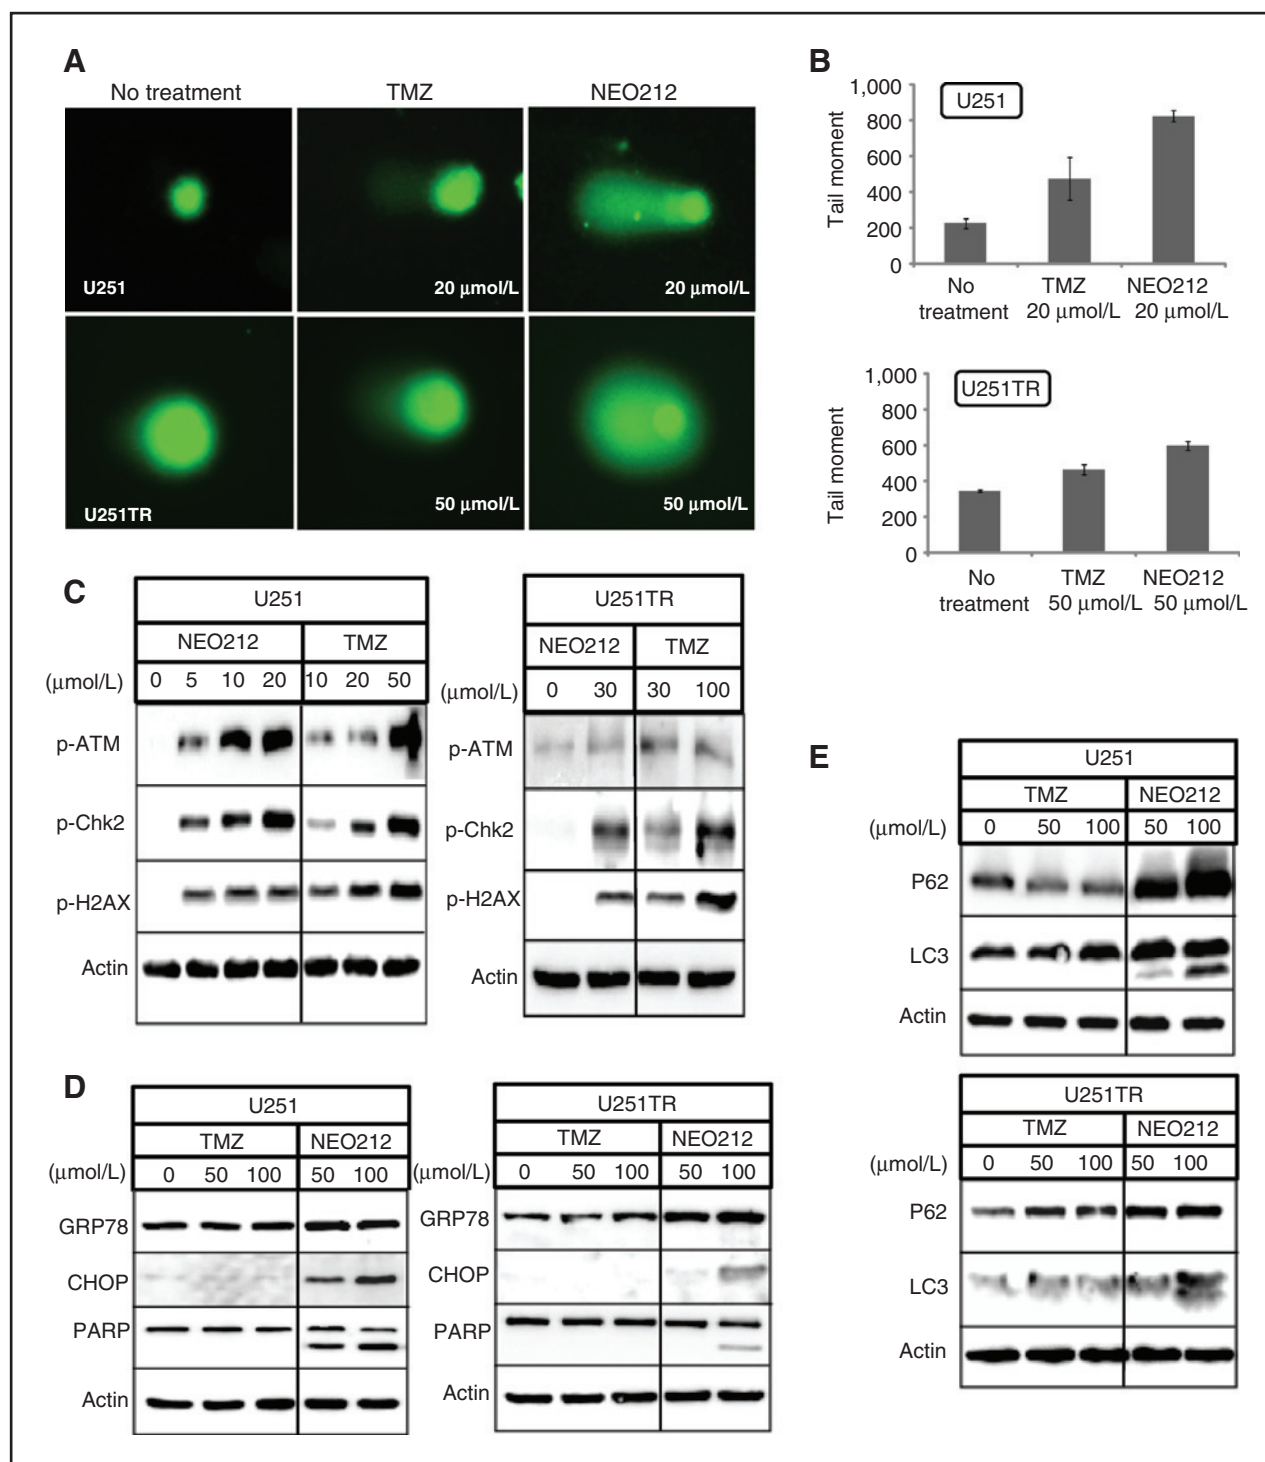 A
No treatment TMZ NEO212
U251 20 μmol/L 20 μmol/L
U251TR 50 μmol/L 50 μmol/L
B
U251
Tail moment
1,000
800
600
400
200
0
No treatment
TMZ 20 μmol/L
NEO212 20 μmol/L
U251TR
Tail moment
1,000
800
600
400
200
0
No treatment
TMZ 50 μmol/L
NEO212 50 μmol/L
C
U251
NEO212 TMZ
(μmol/L) 0 5 10 20 10 20 50
p-ATM
p-Chk2
p-H2AX
Actin
U251TR
NEO212 TMZ
(μmol/L) 0 30 30 100
p-ATM
p-Chk2
p-H2AX
Actin
D
U251
TMZ NEO212
(μmol/L) 0 50 100 50 100
GRP78
CHOP
PARP
Actin
U251TR
TMZ NEO212
(μmol/L) 0 50 100 50 100
GRP78
CHOP
PARP
Actin
E
U251
TMZ NEO212
(μmol/L) 0 50 100 50 100
P62
LC3
Actin
U251TR
TMZ NEO212
(μmol/L) 0 50 100 50 100
P62
LC3
Actin